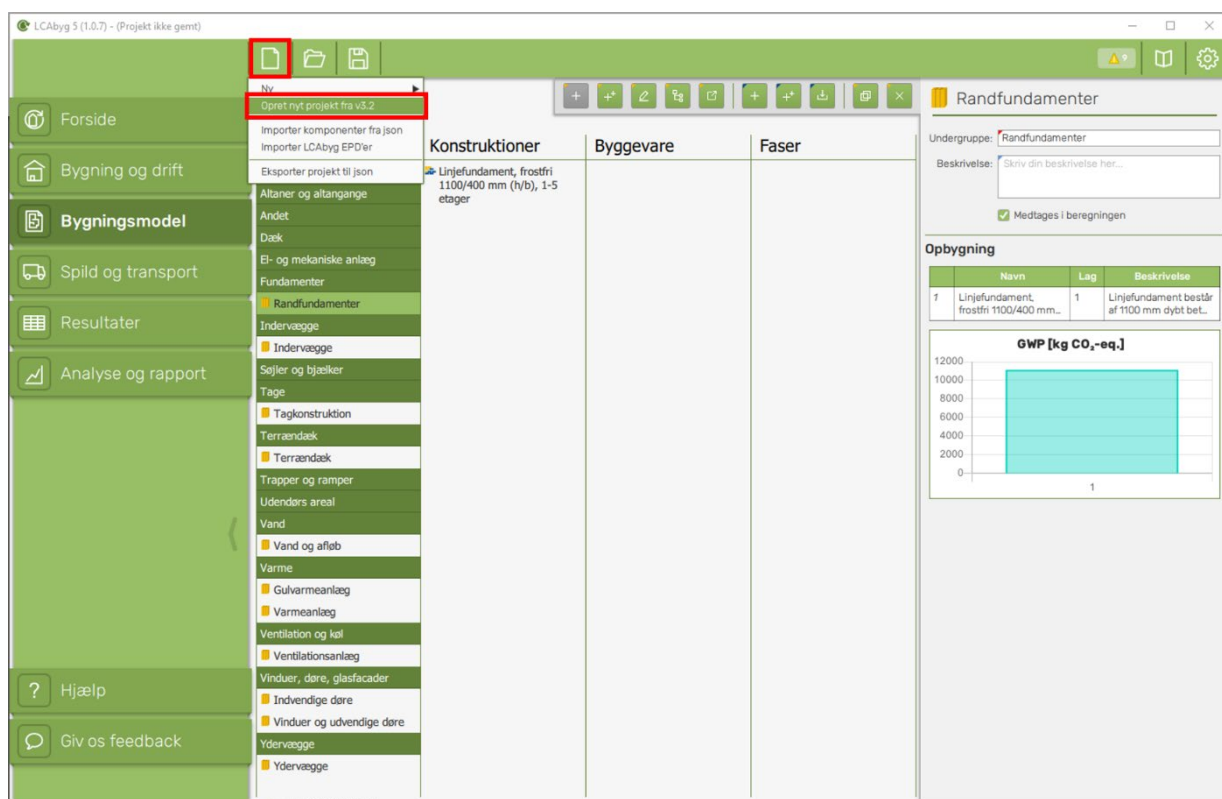 LCAbyg 5 (1.0.7) - (Projekt ikke gemt)
9
Ny
Opret nyt projekt fra v3.2
Importer komponenter fra json
Importer LCAbyg EPD'er
Eksporter projekt til json
Forside
Bygning og drift
Bygningsmodel
Spild og transport
Resultater
Analyse og rapport
? Hjælp
Giv os feedback
Altaner og altangange
Andet
Dæk
El- og mekaniske anlæg
Fundamenter
Randfundamenter
Indervægge
Indervægge
Søjler og bjælker
Tage
Tagkonstruktion
Terrændæk
Terrændæk
Trapper og ramper
Udendørs areal
Vand
Vand og afløb
Varme
Gulvarmeanlæg
Varmeanlæg
Ventilation og køl
Ventilationsanlæg
Vinduer, døre, glasfacader
Indvendige døre
Vinduer og udvendige døre
Ydervægge
Ydervægge
Konstruktioner
Linjefundament, frostfri
1100/400 mm (h/b), 1-5
etager
Byggevare
Faser
Randfundamenter
Undergruppe: Randfundamenter
Beskrivelse: Skriv din beskrivelse her...
Medtages i beregningen
Opbygning
Navn Lag Beskrivelse
1 Linjefundament, 1 Linjefundament består
frostfri 1100/400 mm... af 1100 mm dybt bet...
GWP [kg CO₂-eq.]
12000
10000
8000
6000
4000
2000
0
1